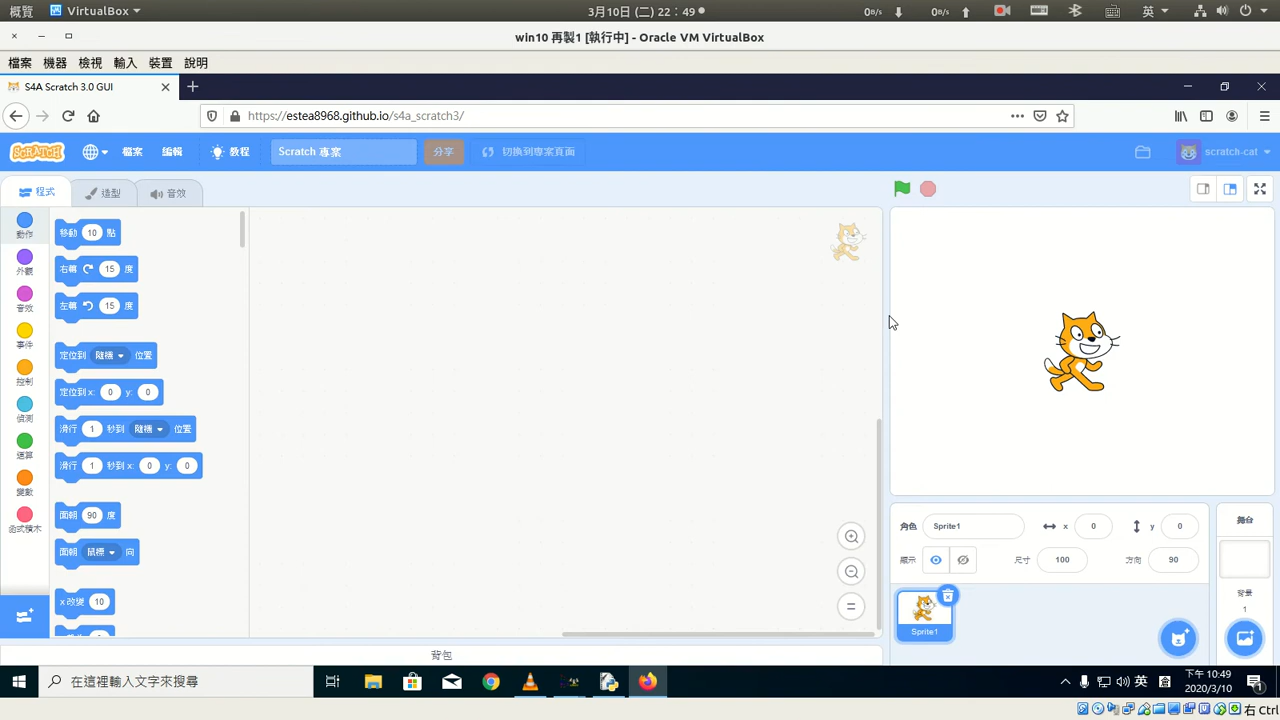 概覽 VirtualBox 3月10日 (二) 22：49 0B/s 0B/s 英
win10 再製1 [執行中] - Oracle VM VirtualBox
檔案 機器 檢視 輸入 裝置 說明
S4A Scratch 3.0 GUI
https://estea8968.github.io/s4a_scratch3/
SCRATCH 檔案 編輯 教程 Scratch 專案 分享 切換到專案頁面 scratch-cat
程式 造型 音效
動作
外觀
音效
事件
控制
偵測
運算
變數
函式積木
移動 10 點
右轉 15 度
左轉 15 度
定位到 隨機 位置
定位到 x: 0 y: 0
滑行 1 秒到 隨機 位置
滑行 1 秒到 x: 0 y: 0
面朝 90 度
面朝 鼠標 向
x 改變 10
背包
角色 Sprite1 x 0 y 0
顯示 尺寸 100 方向 90
Sprite1
舞台
背景
1
在這裡輸入文字來搜尋
英
下午 10:49
2020/3/10
1
右 Ctrl